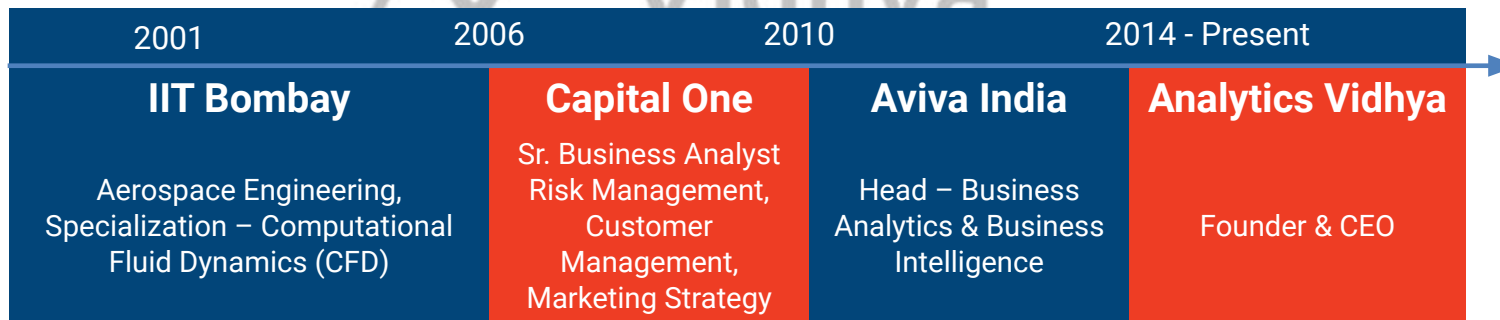 Vidhya
2001
2006
2010
2014 - Present
IIT Bombay
Capital One
Aviva India
Analytics Vidhya
Aerospace Engineering,
Specialization – Computational
Fluid Dynamics (CFD)
Sr. Business Analyst
Risk Management,
Customer
Management,
Marketing Strategy
Head – Business
Analytics & Business
Intelligence
Founder & CEO